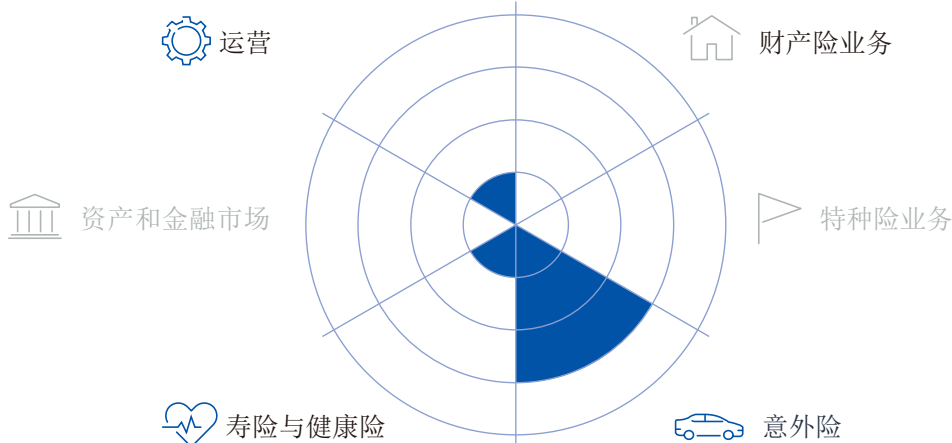 运营
财产险业务
资产和金融市场
特种险业务
寿险与健康险
意外险